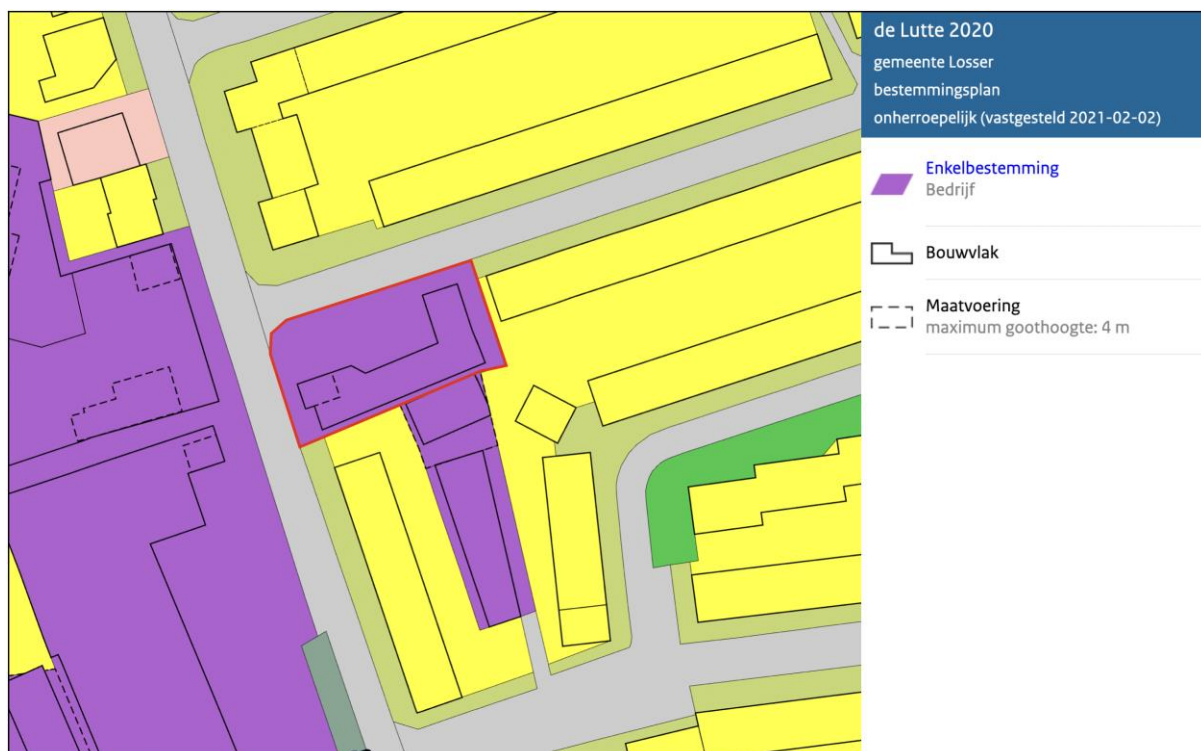 de Lutte 2020
gemeente Losser
bestemmingsplan
onherroepelijk (vastgesteld 2021-02-02)
Enkelbestemming
Bedrijf
Bouwvlak
Maatvoering
maximum goothoogte: 4 m